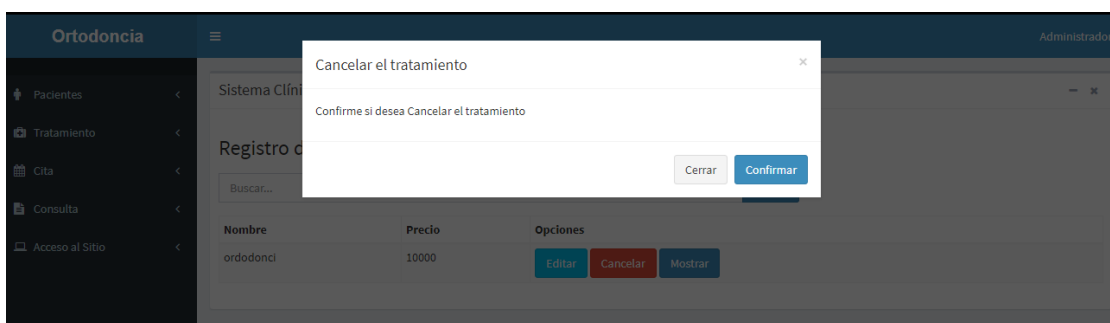 Ortodoncia
Administrador
Cancelar el tratamiento ×
Confirme si desea Cancelar el tratamiento
Cerrar Confirmar
Pacientes
Tratamiento
Cita
Consulta
Acceso al Sitio
Sistema Clíni
Registro d
Buscar...
Nombre Precio Opciones
ordodonci 10000 Editar Cancelar Mostrar